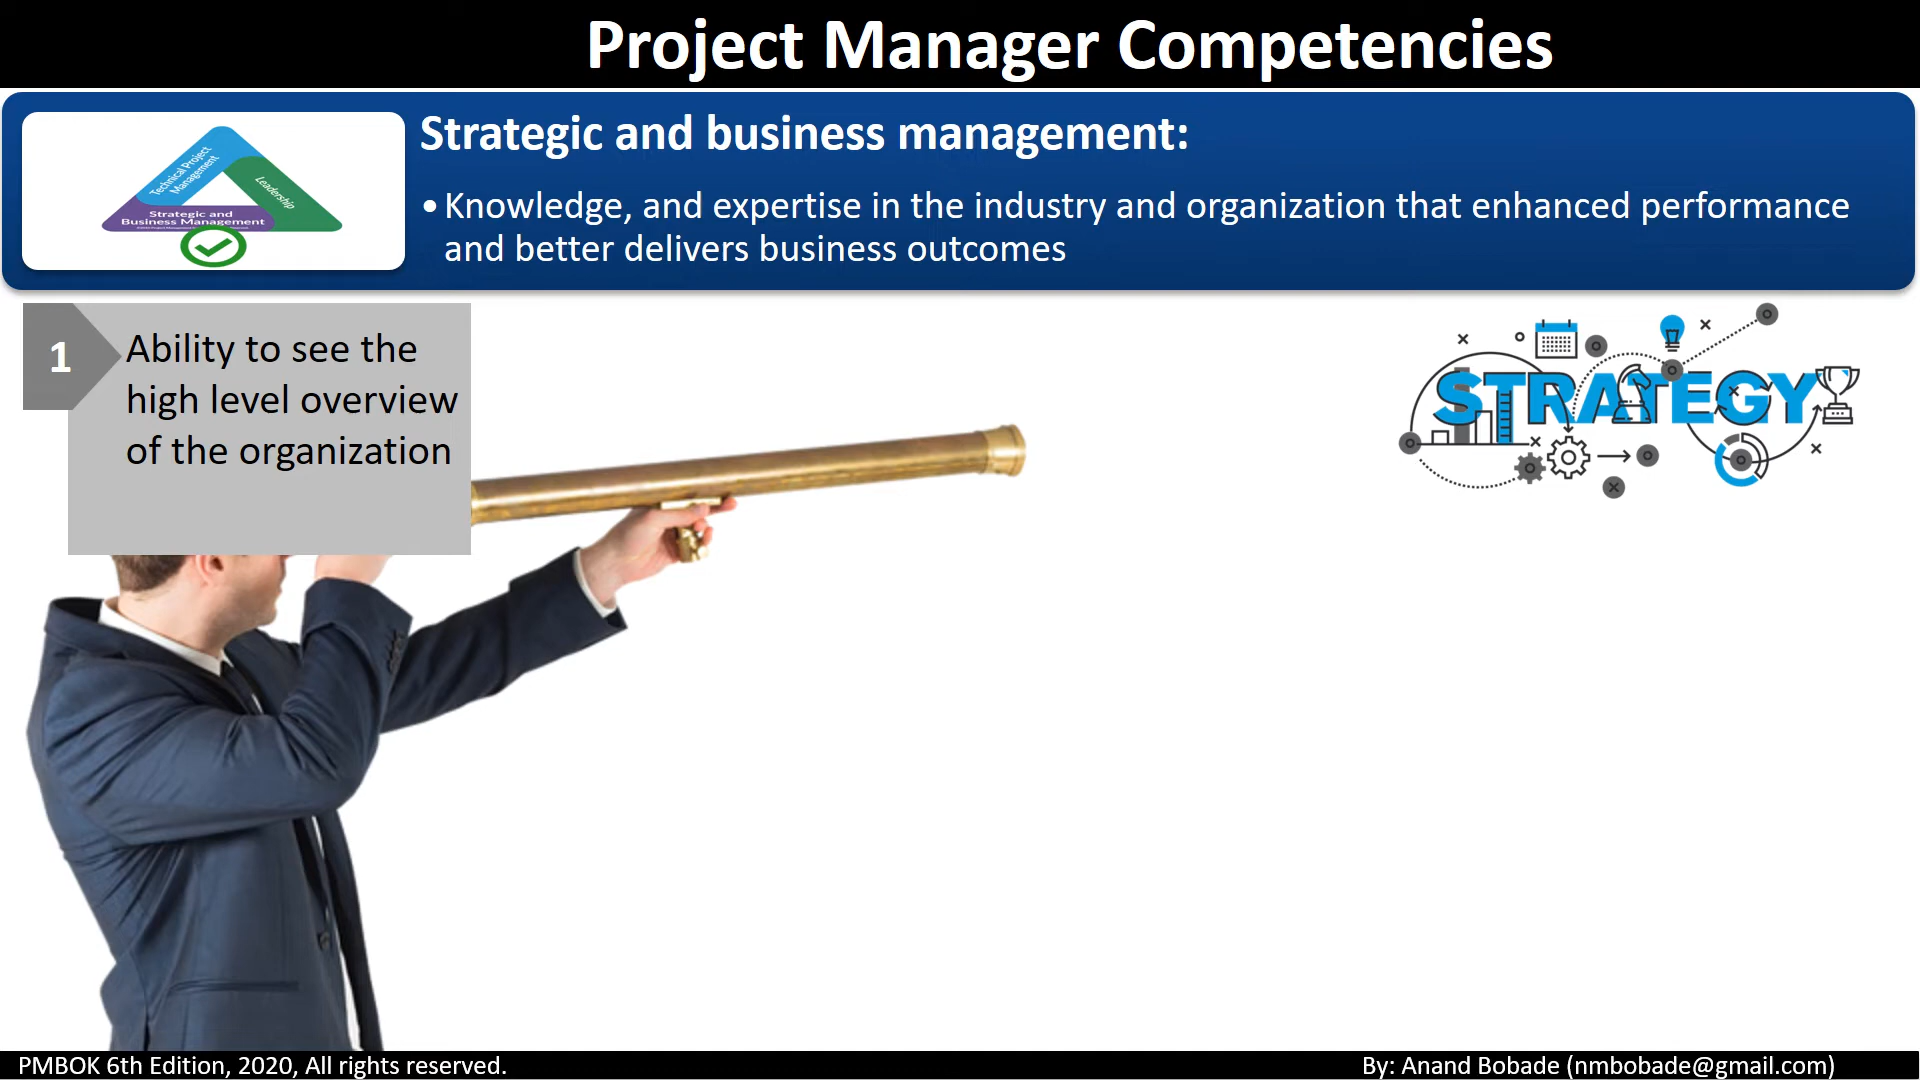 Project Manager Competencies
Technical Project
Management
Leadership
Strategic and
Business Management
Strategic and business management:
•Knowledge, and expertise in the industry and organization that enhanced performance
and better delivers business outcomes
1
Ability to see the
high level overview
of the organization
STRATEGY
PMBOK 6th Edition, 2020, All rights reserved.
By: Anand Bobade (nmbobade@gmail.com)